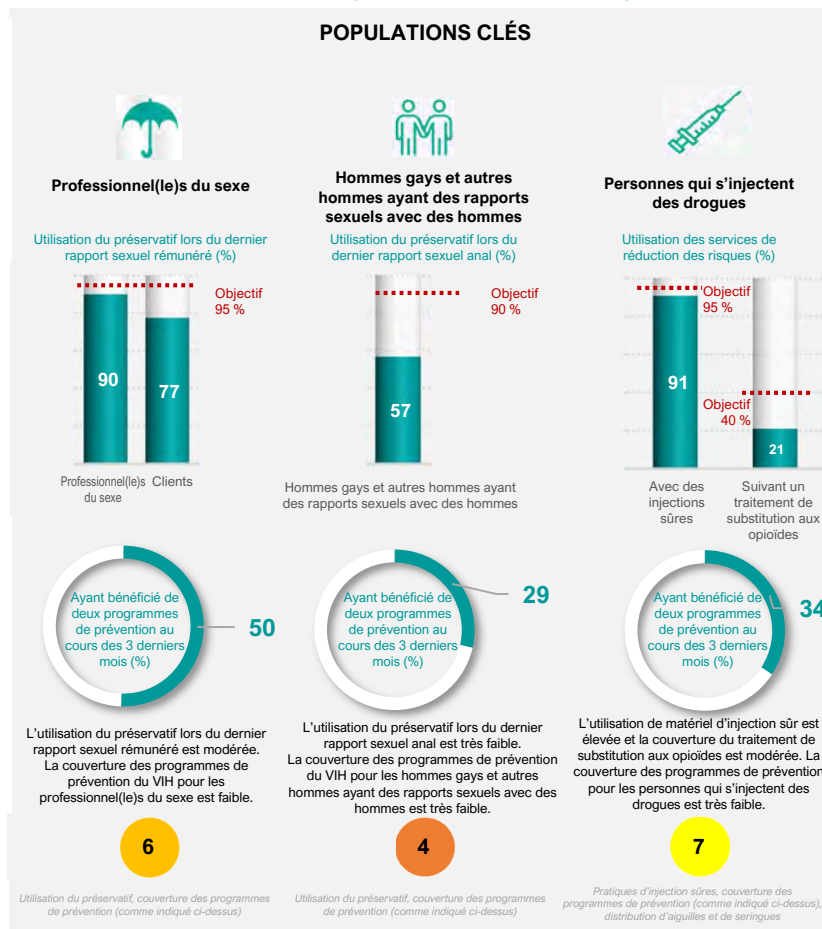 POPULATIONS CLÉS
Professionnel(le)s du sexe
Utilisation du préservatif lors du dernier
rapport sexuel rémunéré (%)
Objectif
95 %
90
77
Professionnel(le)s
du sexe
Clients
Ayant bénéficié de
deux programmes
de prévention au
cours des 3 derniers
mois (%)
50
L'utilisation du préservatif lors du dernier
rapport sexuel rémunéré est modérée.
La couverture des programmes de
prévention du VIH pour les
professionnel(le)s du sexe est faible.
6
Utilisation du préservatif, couverture des programmes
de prévention (comme indiqué ci-dessus)
Hommes gays et autres
hommes ayant des rapports
sexuels avec des hommes
Utilisation du préservatif lors du
dernier rapport sexuel anal (%)
Objectif
90 %
57
Hommes gays et autres hommes ayant
des rapports sexuels avec des hommes
Ayant bénéficié de
deux programmes
de prévention au
cours des 3 derniers
mois (%)
29
L'utilisation du préservatif lors du dernier
rapport sexuel anal est très faible.
La couverture des programmes de prévention
du VIH pour les hommes gays et autres
hommes ayant des rapports sexuels avec des
hommes est très faible.
4
Utilisation du préservatif, couverture des programmes
de prévention (comme indiqué ci-dessus)
Personnes qui s'injectent
des drogues
Utilisation des services de
réduction des risques (%)
Objectif
95 %
91
Objectif
40 %
21
Avec des
injections
sûres
Suivant un
traitement de
substitution aux
opioïdes
Ayant bénéficié de
deux programmes
de prévention au
cours des 3 derniers
mois (%)
34
L'utilisation de matériel d'injection sûr est
élevée et la couverture du traitement de
substitution aux opioïdes est modérée. La
couverture des programmes de prévention
pour les personnes qui s'injectent des
drogues est très faible.
7
Pratiques d'injection sûres, couverture des
programmes de prévention (comme indiqué ci-dessus),
distribution d'aiguilles et de seringues